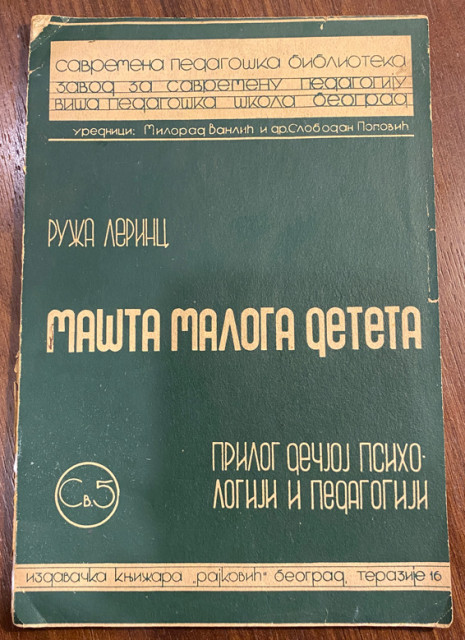 савремена педагошка библиотека
завод за савремену педагогију
виша педагошка школа београд
уредници: Милорад Ванлић и др. Слободан Поповић
РУЖА ЛЕРИНЦ
МАШТА МАЛОГА ДЕТЕТА
ПРИЛОГ ДЕЧЈОЈ ПСИХО-
ЛОГИЈИ И ПЕДАГОГИЈИ
Св. 5
издавачка књижара „рајковић“ београд, теразије 16